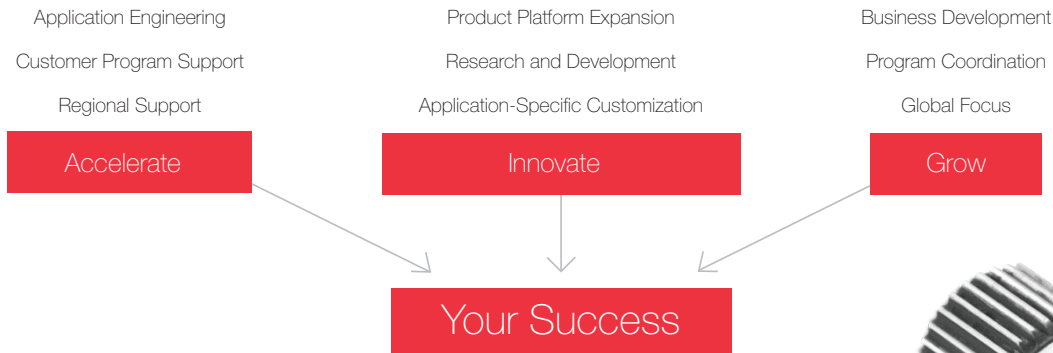 Application Engineering
Customer Program Support
Regional Support
Accelerate
Product Platform Expansion
Research and Development
Application-Specific Customization
Innovate
Business Development
Program Coordination
Global Focus
Grow
Your Success